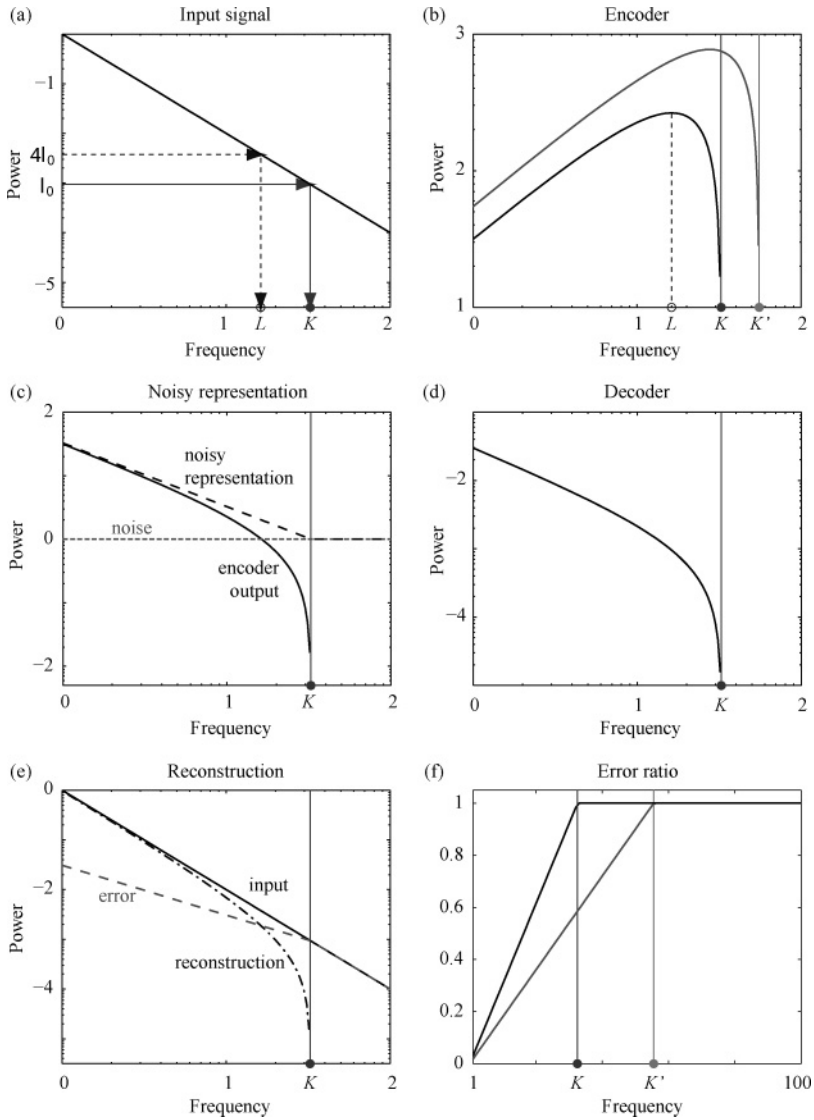 (a) Input signal
Power
−1
4I₀
I₀
−5
0 1 L K 2
Frequency
(b) Encoder
Power
3
2
1
0 1 L K K’ 2
Frequency
(c) Noisy representation
Power
2
0
−2
noisy
representation
noise
encoder
output
0 1 K 2
Frequency
(d) Decoder
Power
−2
−4
0 1 K 2
Frequency
(e) Reconstruction
Power
0
−2
−4
input
error
reconstruction
0 1 K 2
Frequency
(f) Error ratio
1
0.8
0.6
0.4
0.2
0
1 K K’ 100
Frequency